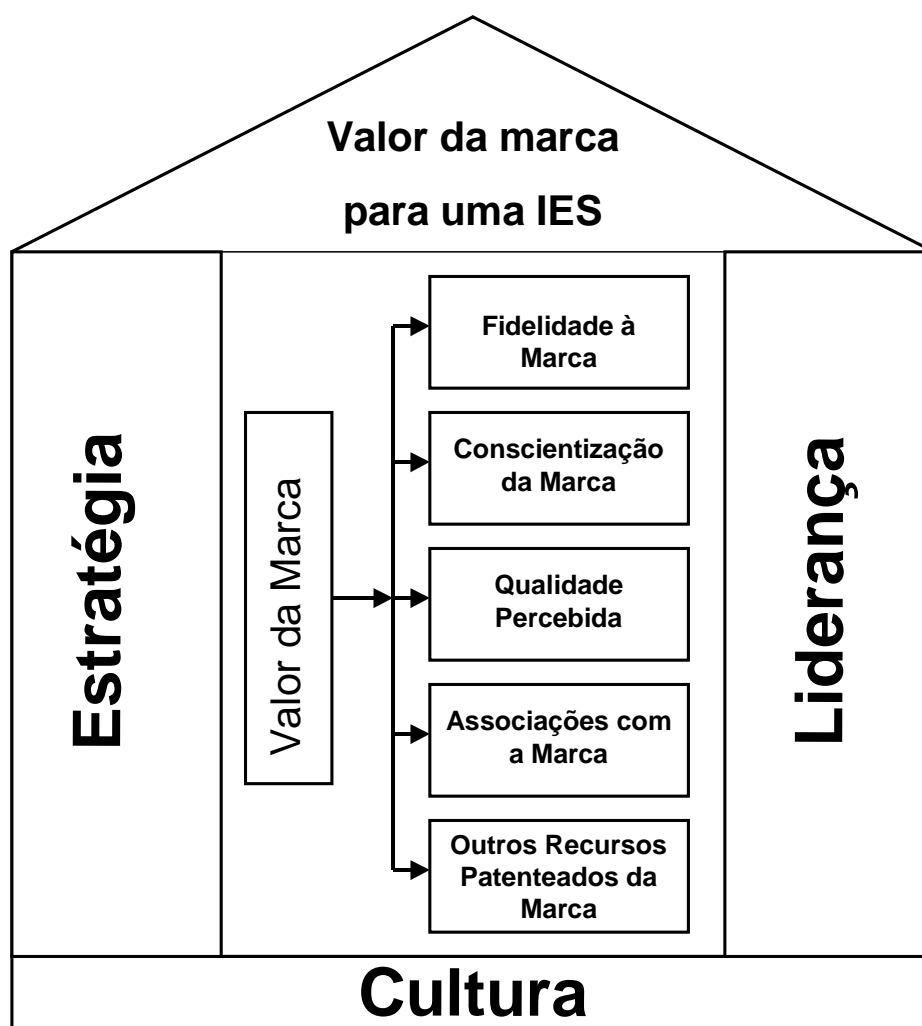 Valor da marca
para uma IES
Estratégia
Valor da Marca
Fidelidade à
Marca
Conscientização
da Marca
Qualidade
Percebida
Associações com
a Marca
Outros Recursos
Patenteados da
Marca
Liderança
Cultura